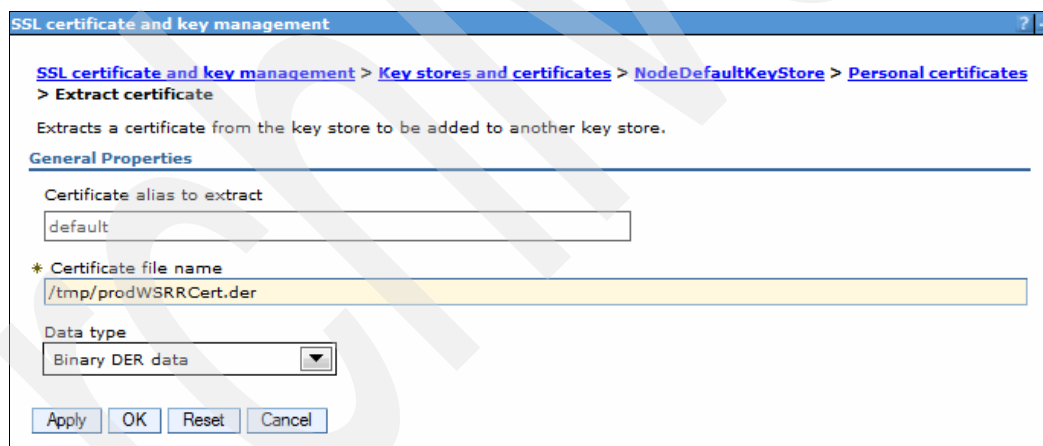 SSL certificate and key management ? -
SSL certificate and key management > Key stores and certificates > NodeDefaultKeyStore > Personal certificates
> Extract certificate
Extracts a certificate from the key store to be added to another key store.
General Properties
Certificate alias to extract
default
* Certificate file name
/tmp/prodWSRRCert.der
Data type
Binary DER data
Apply OK Reset Cancel